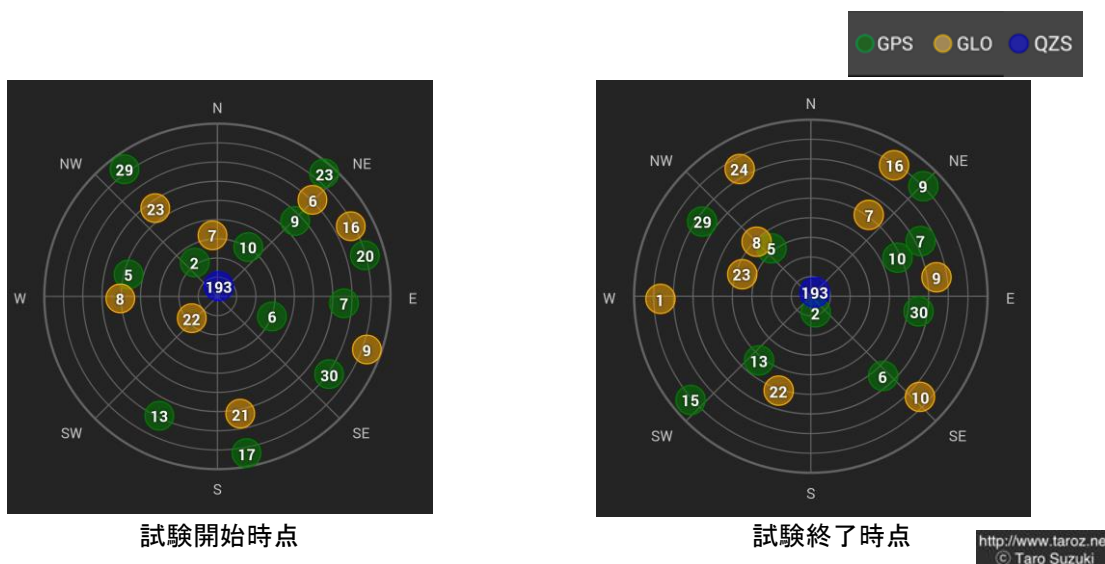 GPS GLO QZS
N
NW NE
29 23
6
23 9 16
7 10 20
2
5 193
W 8 7 E
22 6
9
30
13 21
SW SE
17
S
N
24 16
NW NE
9
29 7
8 5 7
10
23 9
W 1 193 E
2 30
13
6
22 10
15
SW SE
S
試験開始時点
試験終了時点
http://www.taroz.ne
© Taro Suzuki